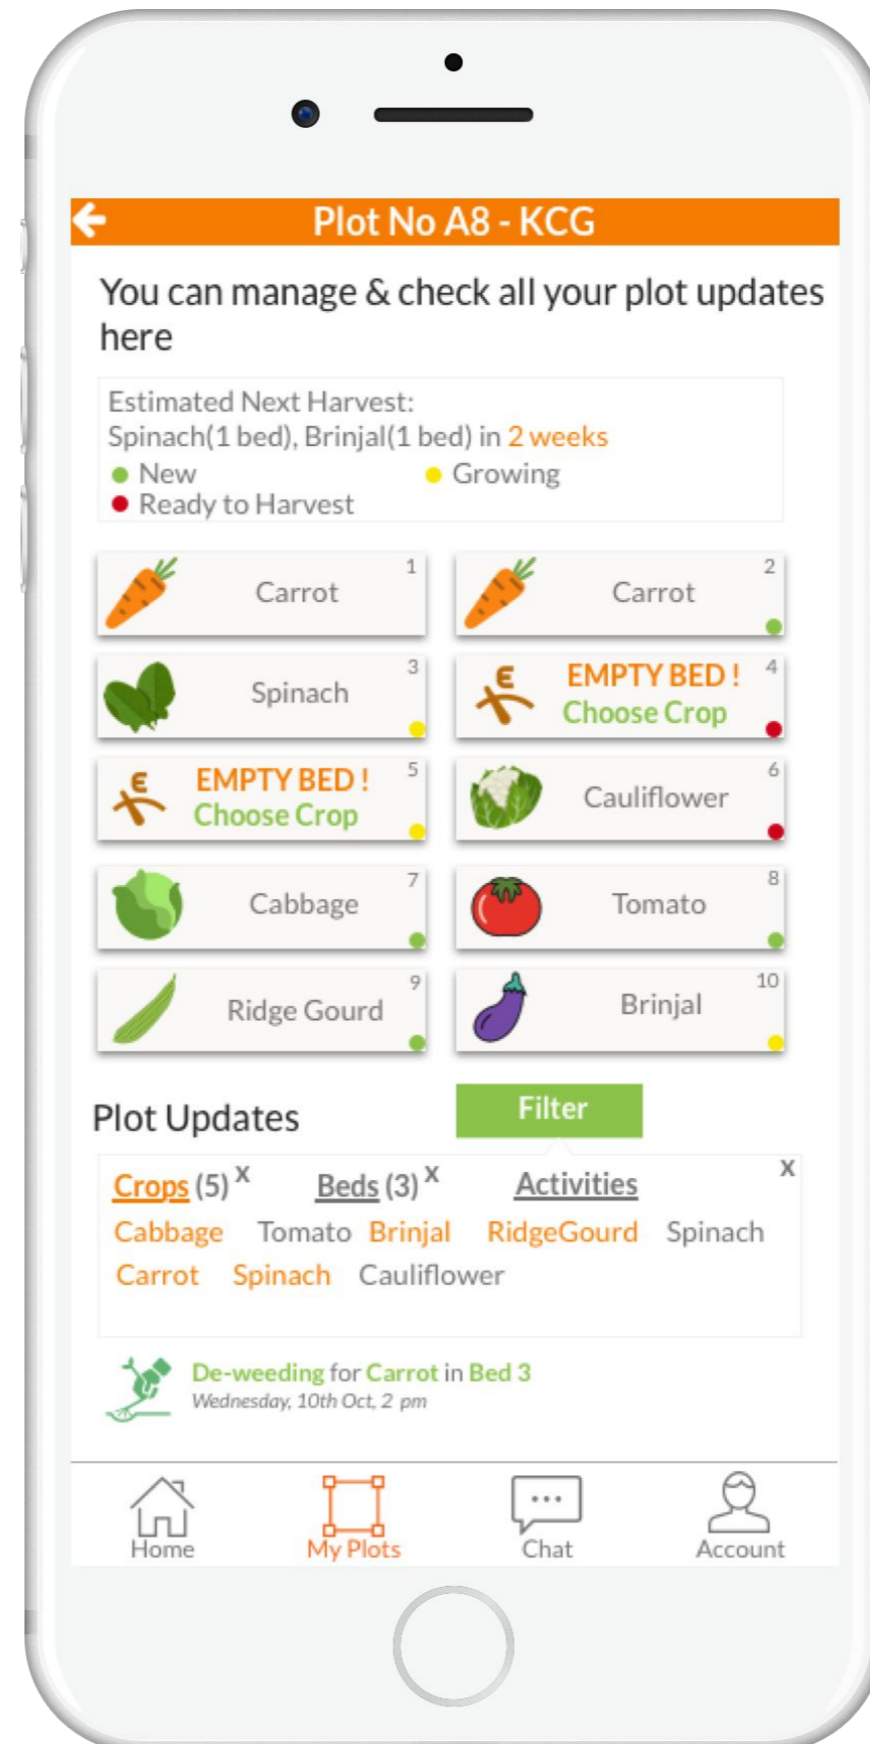 Plot No A8 - KCG
You can manage & check all your plot updates
here
Estimated Next Harvest:
Spinach(1 bed), Brinjal(1 bed) in 2 weeks
New
Growing
Ready to Harvest
Carrot 1
Carrot 2
Spinach 3
EMPTY BED ! 4
Choose Crop
EMPTY BED ! 5
Choose Crop
Cauliflower 6
Cabbage 7
Tomato 8
Ridge Gourd 9
Brinjal 10
Plot Updates
Filter
Crops (5) X Beds (3) X Activities X
Cabbage Tomato Brinjal RidgeGourd Spinach
Carrot Spinach Cauliflower
De-weeding for Carrot in Bed 3
Wednesday, 10th Oct, 2 pm
Home My Plots Chat Account